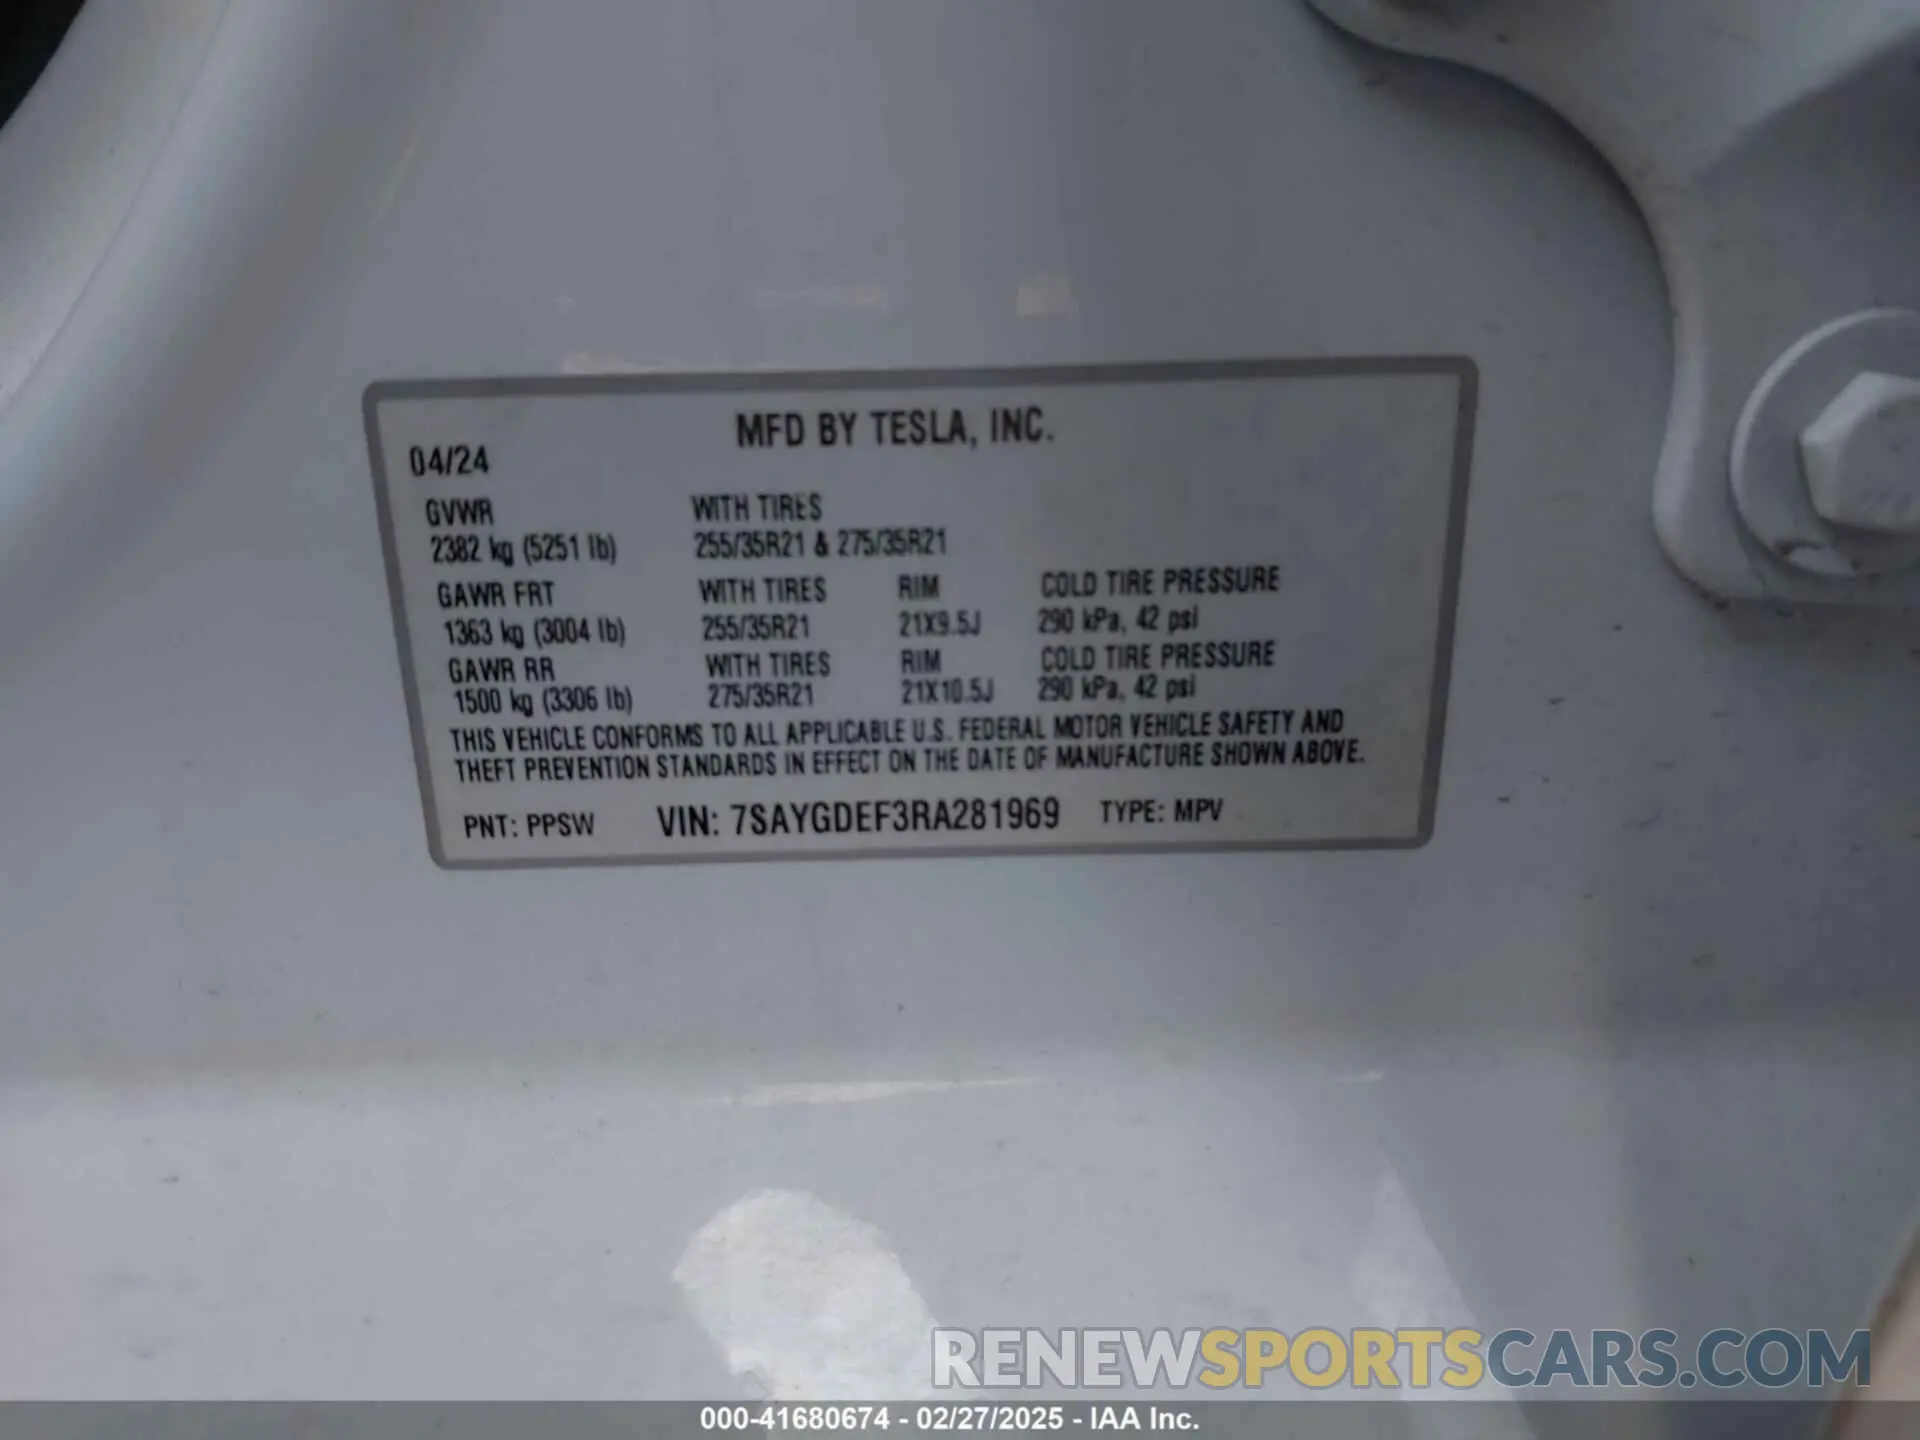 MFD BY TESLA, INC.
04/24
GVWR WITH TIRES
2382 kg (5251 lb) 255/35R21 & 275/35R21
GAWR FRT WITH TIRES RIM COLD TIRE PRESSURE
1363 kg (3004 lb) 255/35R21 21X9.5J 290 kPa, 42 psi
GAWR RR WITH TIRES RIM COLD TIRE PRESSURE
1500 kg (3306 lb) 275/35R21 21X10.5J 290 kPa, 42 psi
THIS VEHICLE CONFORMS TO ALL APPLICABLE U.S. FEDERAL MOTOR VEHICLE SAFETY AND
THEFT PREVENTION STANDARDS IN EFFECT ON THE DATE OF MANUFACTURE SHOWN ABOVE.
PNT: PPSW VIN: 7SAYGDEF3RA281969 TYPE: MPV
RENEWSPORTSCARS.COM
000-41680674 - 02/27/2025 - IAA Inc.